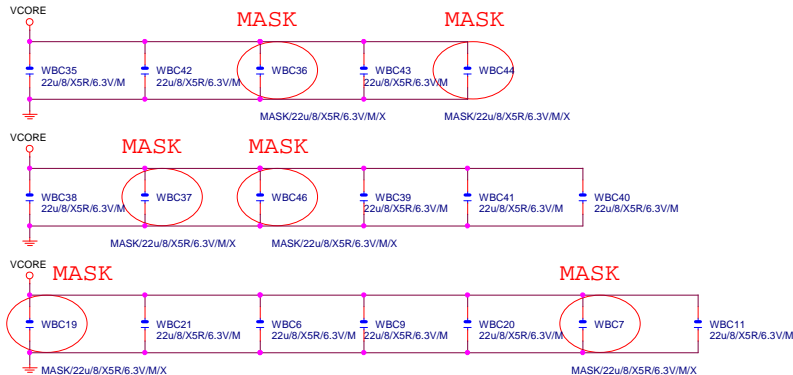 VCORE
MASK MASK
WBC35 WBC42 WBC36 WBC43 WBC44
22u/8/X5R/6.3V/M 22u/8/X5R/6.3V/M 22u/8/X5R/6.3V/M
MASK/22u/8/X5R/6.3V/M/X MASK/22u/8/X5R/6.3V/M/X
VCORE
MASK MASK
WBC38 WBC37 WBC46 WBC39 WBC41 WBC40
22u/8/X5R/6.3V/M 22u/8/X5R/6.3V/M 22u/8/X5R/6.3V/M 22u/8/X5R/6.3V/M
MASK/22u/8/X5R/6.3V/M/X MASK/22u/8/X5R/6.3V/M/X
VCORE
MASK MASK
WBC19 WBC21 WBC6 WBC9 WBC20 WBC7 WBC11
22u/8/X5R/6.3V/M 22u/8/X5R/6.3V/M 22u/8/X5R/6.3V/M 22u/8/X5R/6.3V/M 22u/8/X5R/6.3V/M
MASK/22u/8/X5R/6.3V/M/X MASK/22u/8/X5R/6.3V/M/X